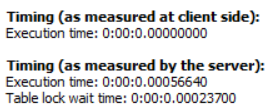 Timing (as measured at client side):
Execution time: 0:00:0.00000000
Timing (as measured by the server):
Execution time: 0:00:0.00056640
Table lock wait time: 0:00:0.00023700